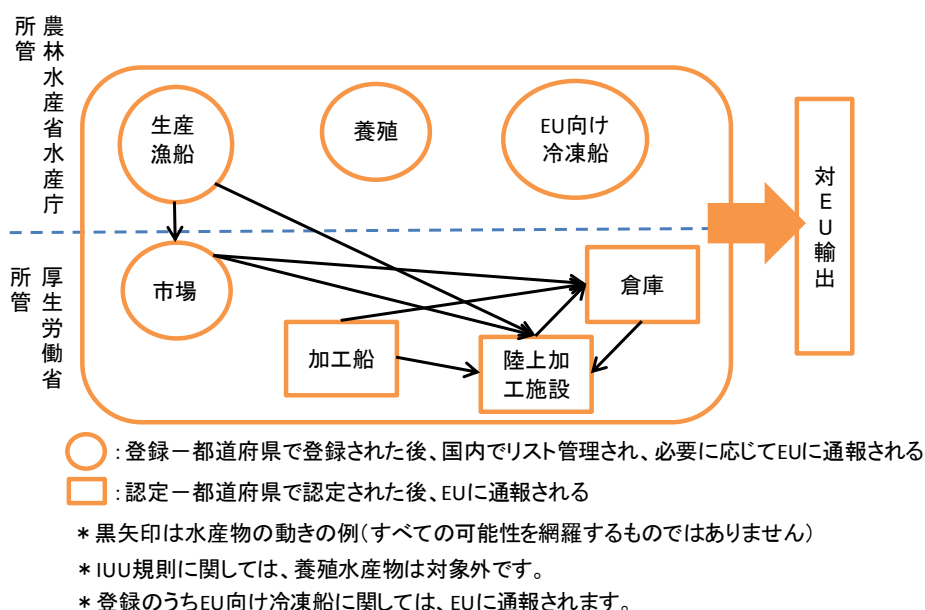 農林水産省水産庁
所管
生産
漁船
養殖
EU向け
冷凍船
対EU輸出
厚生労働省
所管
市場
倉庫
加工船
陸上加
工施設
：登録－都道府県で登録された後、国内でリスト管理され、必要に応じてEUに通報される
：認定－都道府県で認定された後、EUに通報される
＊黒矢印は水産物の動きの例（すべての可能性を網羅するものではありません）
＊IUU規則に関しては、養殖水産物は対象外です。
＊登録のうちEU向け冷凍船に関しては、EUに通報されます。